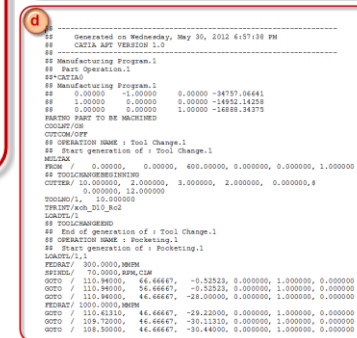 d
$$ -----------------------------------------------------------------
$$ Generated on Wednesday, May 30, 2012 6:57:38 PM
$$ CATIA APT VERSION 1.0
$$ -----------------------------------------------------------------
$$ Manufacturing Program.1
$$ Part Operation.1
$$*CATIA0
$$ Manufacturing Program.1
$$ 0.00000 -1.00000 0.00000 -34757.06641
$$ 1.00000 0.00000 0.00000 -14952.14258
$$ 0.00000 0.00000 1.00000 -16888.34375
PARTNO PART TO BE MACHINED
COOLNT/ON
CUTCOM/OFF
$$ OPERATION NAME : Tool Change.1
$$ Start generation of : Tool Change.1
MULTAX
FROM / 0.00000, 0.00000, 600.00000, 0.000000, 0.000000, 1.000000
$$ TOOLCHANGEBEGINNING
CUTTER/ 10.000000, 2.000000, 3.000000, 2.000000, 0.000000,$
0.000000, 12.000000
TOOLNO/1, 10.000000
TPRINT/xch_D10_Rc2
LOADTL/1
$$ TOOLCHANGEEND
$$ End of generation of : Tool Change.1
$$ OPERATION NAME : Pocketing.1
$$ Start generation of : Pocketing.1
LOADTL/1,1
FEDRAT/ 300.0000,MMPM
SPINDL/ 70.0000,RPM,CLW
GOTO / 110.94000, 66.66667, -0.52523, 0.000000, 1.000000, 0.000000
GOTO / 110.94000, 56.66667, -0.52523, 0.000000, 1.000000, 0.000000
GOTO / 110.94000, 46.66667, -28.00000, 0.000000, 1.000000, 0.000000
FEDRAT/ 1000.0000,MMPM
GOTO / 110.61310, 46.66667, -29.22000, 0.000000, 1.000000, 0.000000
GOTO / 109.72000, 46.66667, -30.11310, 0.000000, 1.000000, 0.000000
GOTO / 108.50000, 46.66667, -30.44000, 0.000000, 1.000000, 0.000000